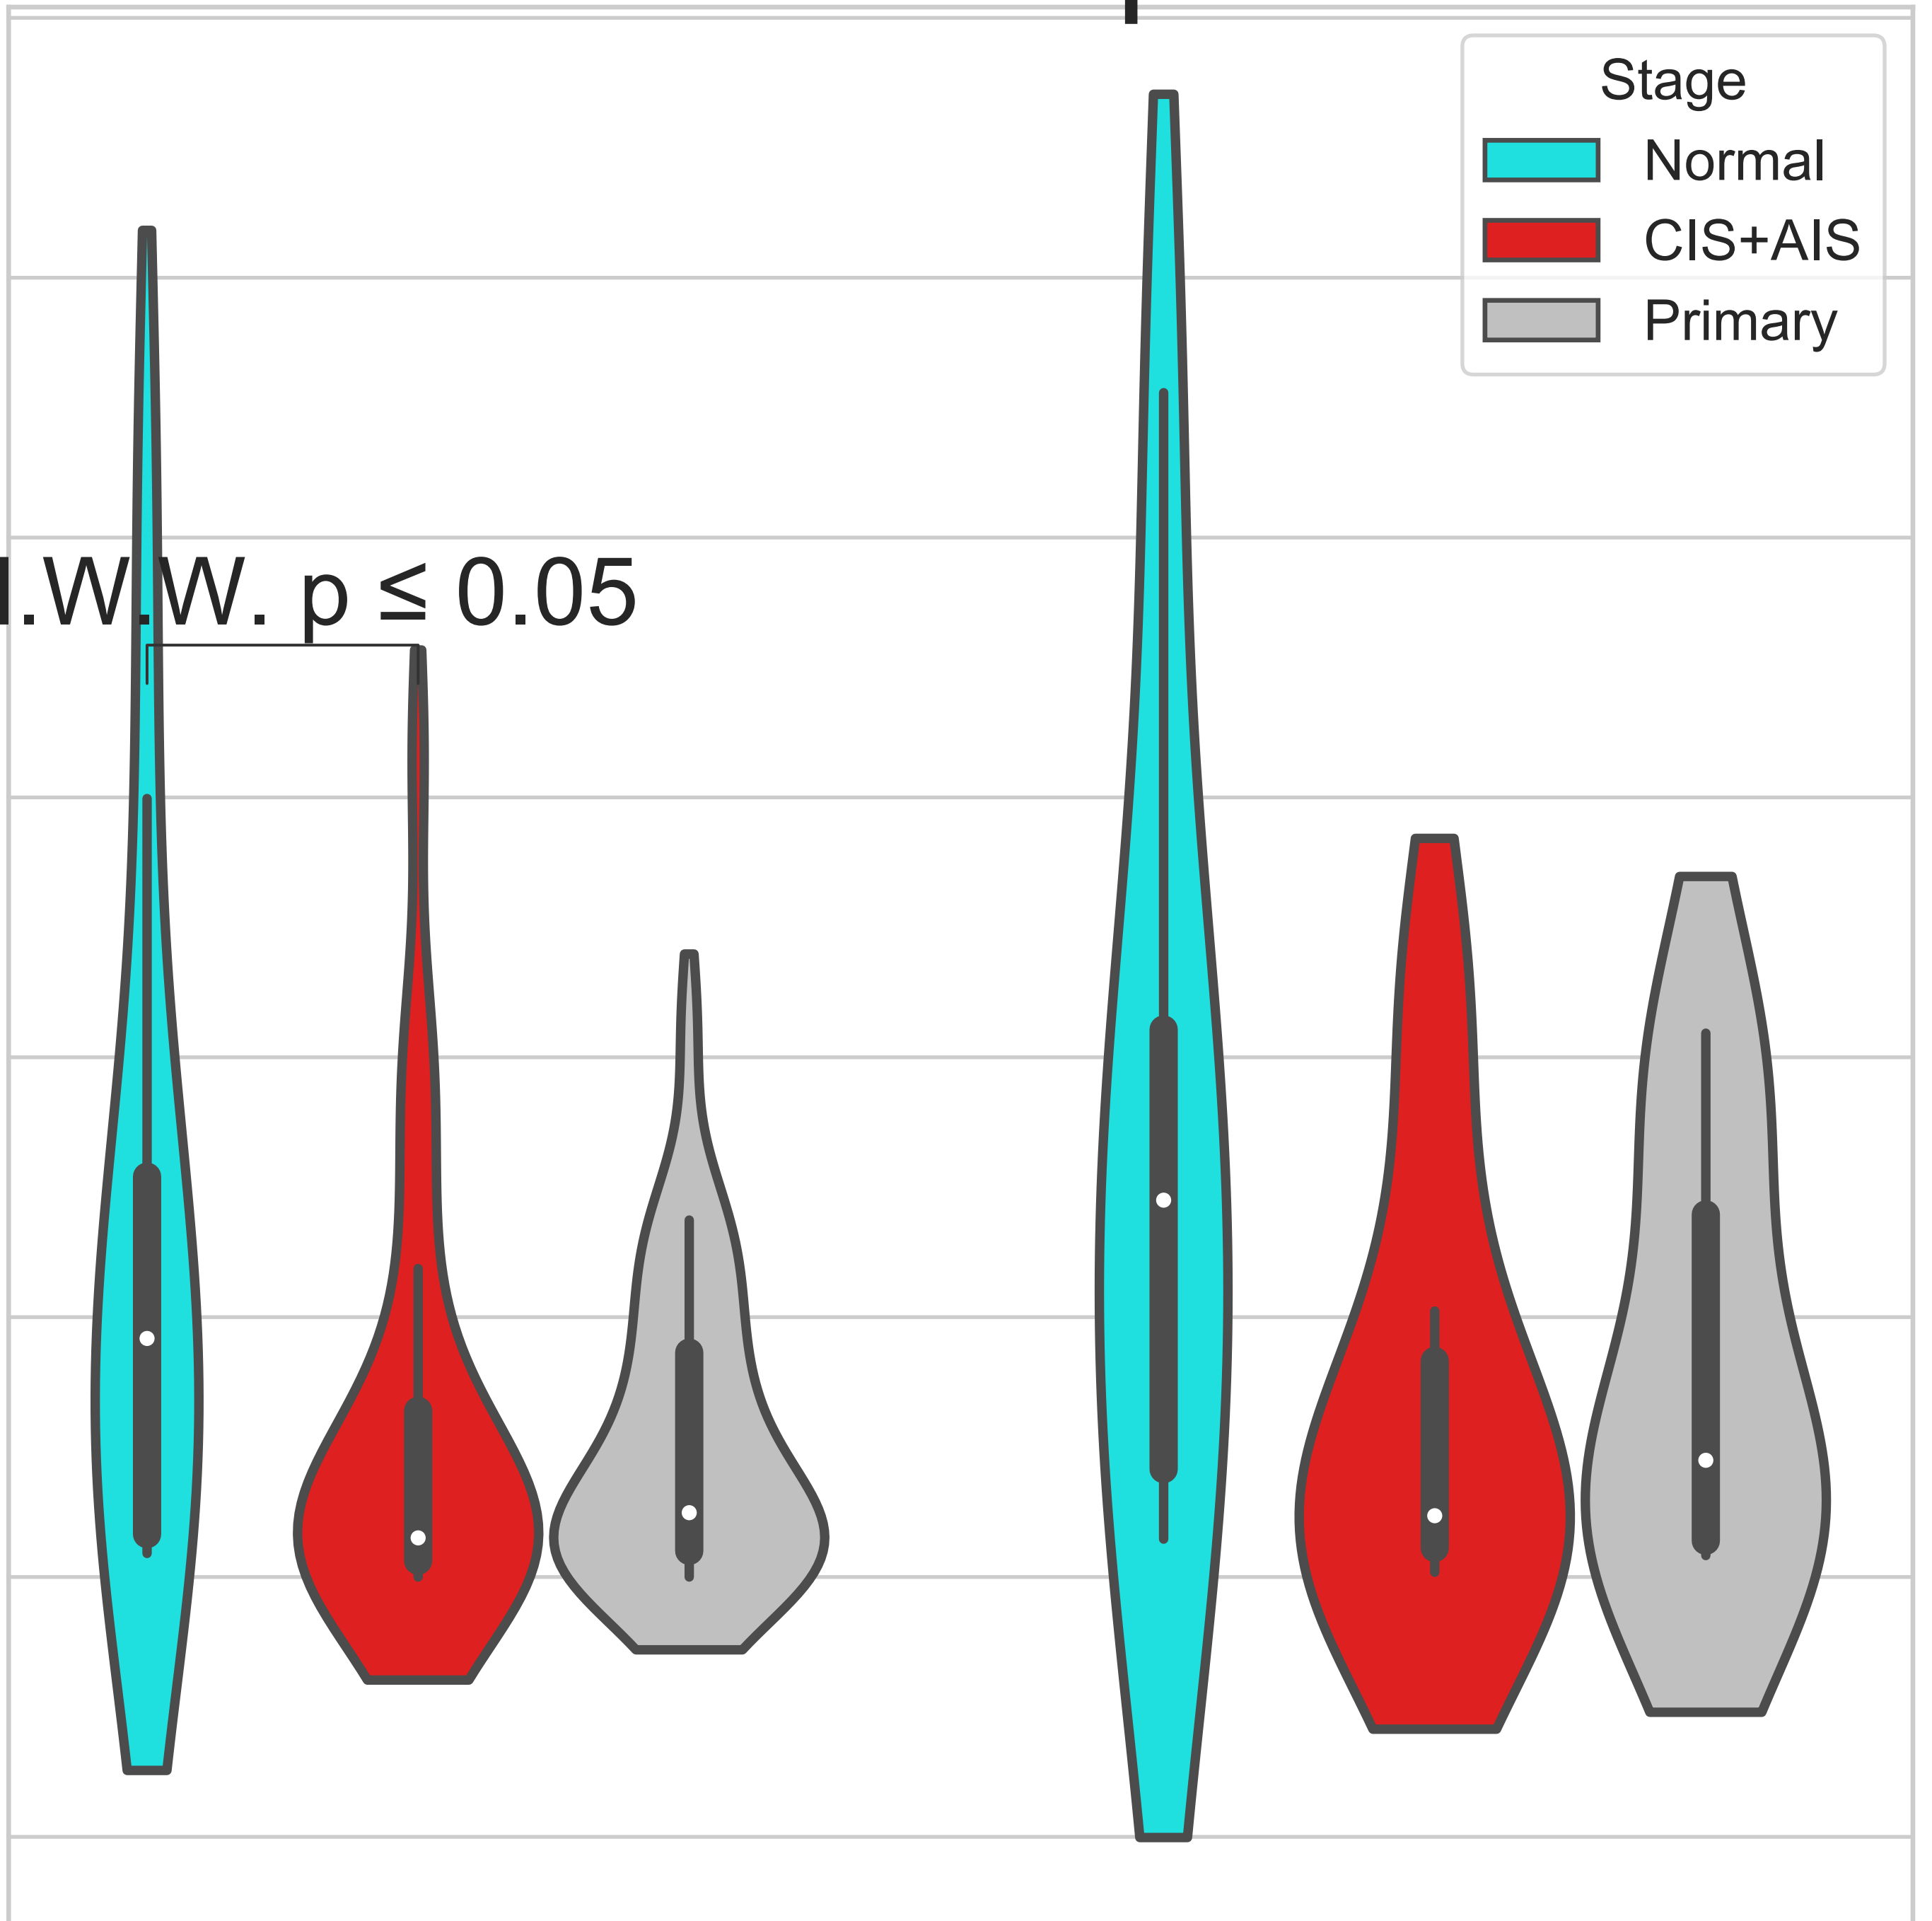 Stage
Normal
CIS+AIS
Primary
.W.W. p ≤ 0.05